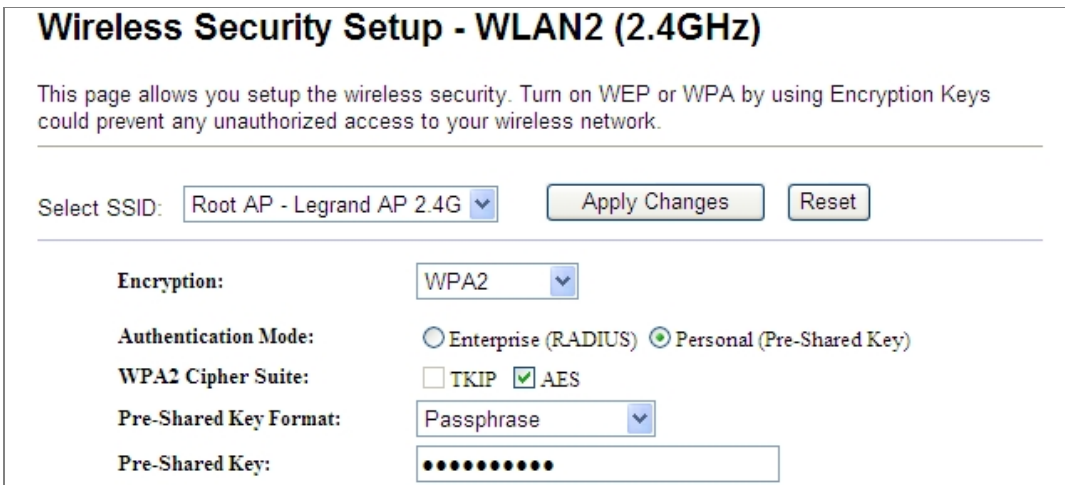 Wireless Security Setup - WLAN2 (2.4GHz)
This page allows you setup the wireless security. Turn on WEP or WPA by using Encryption Keys
could prevent any unauthorized access to your wireless network.
Select SSID: Root AP - Legrand AP 2.4G Apply Changes Reset
Encryption: WPA2
Authentication Mode: Enterprise (RADIUS) Personal (Pre-Shared Key)
WPA2 Cipher Suite: TKIP AES
Pre-Shared Key Format: Passphrase
Pre-Shared Key: ●●●●●●●●●●